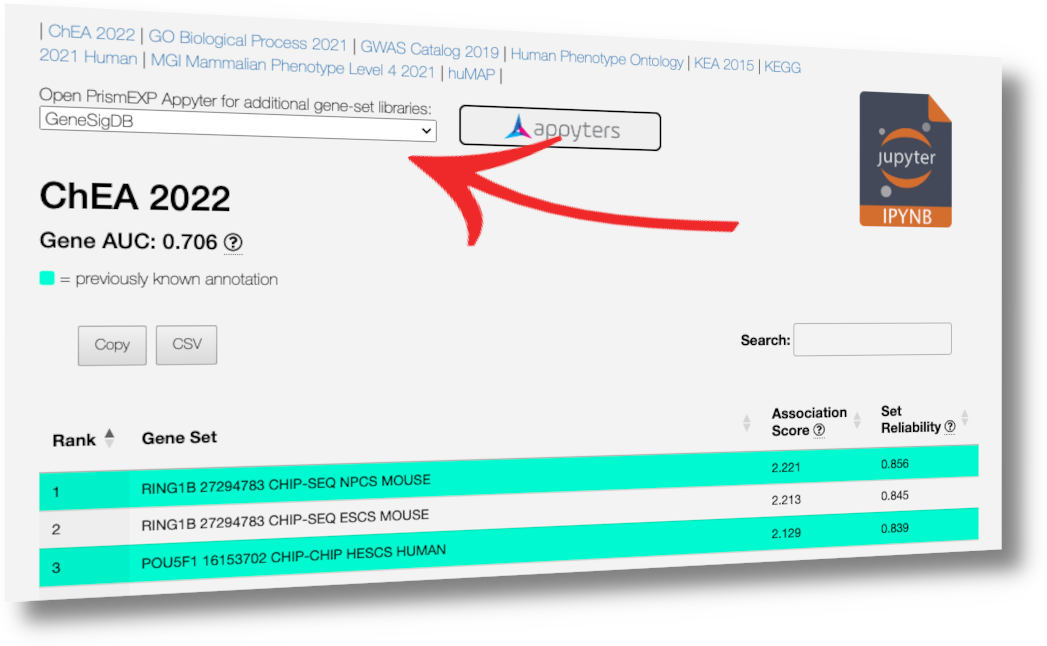 | ChEA 2022 | GO Biological Process 2021 | GWAS Catalog 2019 | Human Phenotype Ontology | KEA 2015 | KEGG
2021 Human | MGI Mammalian Phenotype Level 4 2021 | huMAP |
Open PrismEXP Appyter for additional gene-set libraries:
GeneSigDB
appyters
jupyter
IPYNB
ChEA 2022
Gene AUC: 0.706 ?
= previously known annotation
Copy CSV
Search:
Rank Gene Set Association Score ? Set Reliability ?
1 RING1B 27294783 CHIP-SEQ NPCS MOUSE 2.221 0.856
2 RING1B 27294783 CHIP-SEQ ESCS MOUSE 2.213 0.845
3 POU5F1 16153702 CHIP-CHIP HESCS HUMAN 2.129 0.839